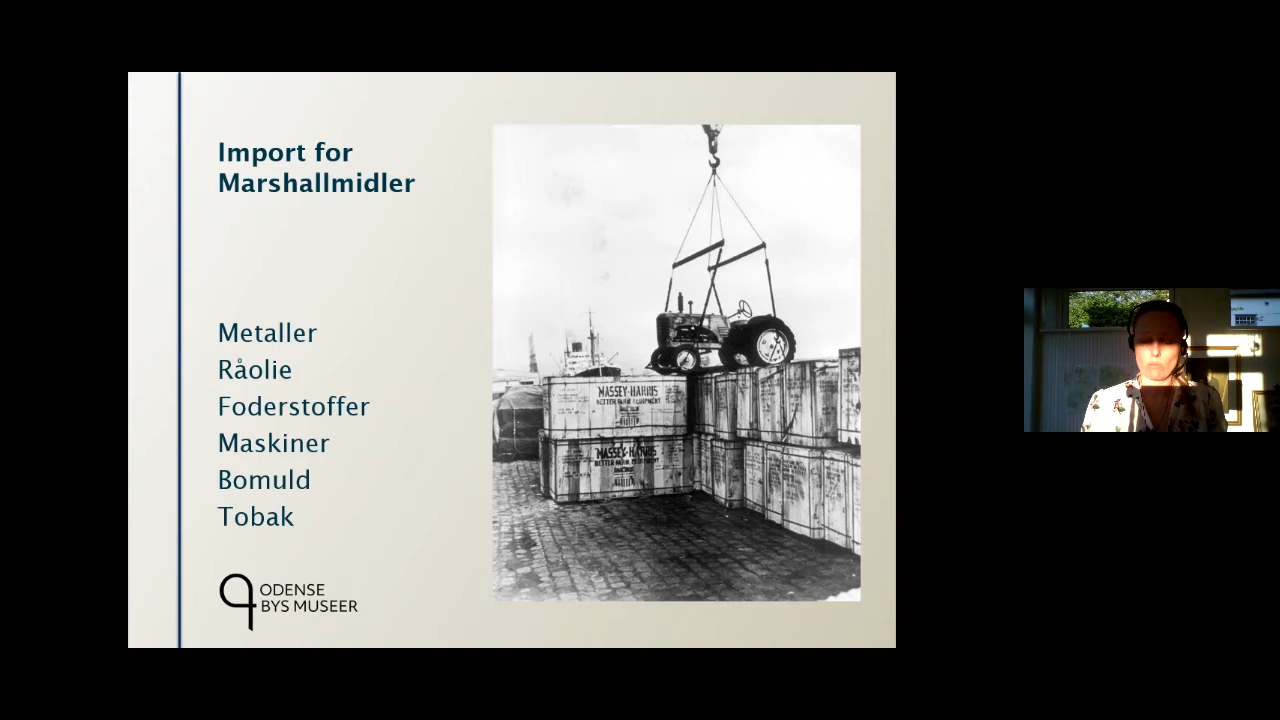 Import for
Marshallmidler
Metaller
Råolie
Foderstoffer
Maskiner
Bomuld
Tobak
ODENSE
BYS MUSEER
MASSEY-HARRIS
BETTER FARM EQUIPMENT
MASSEY-HARRIS
BETTER FARM EQUIPMENT